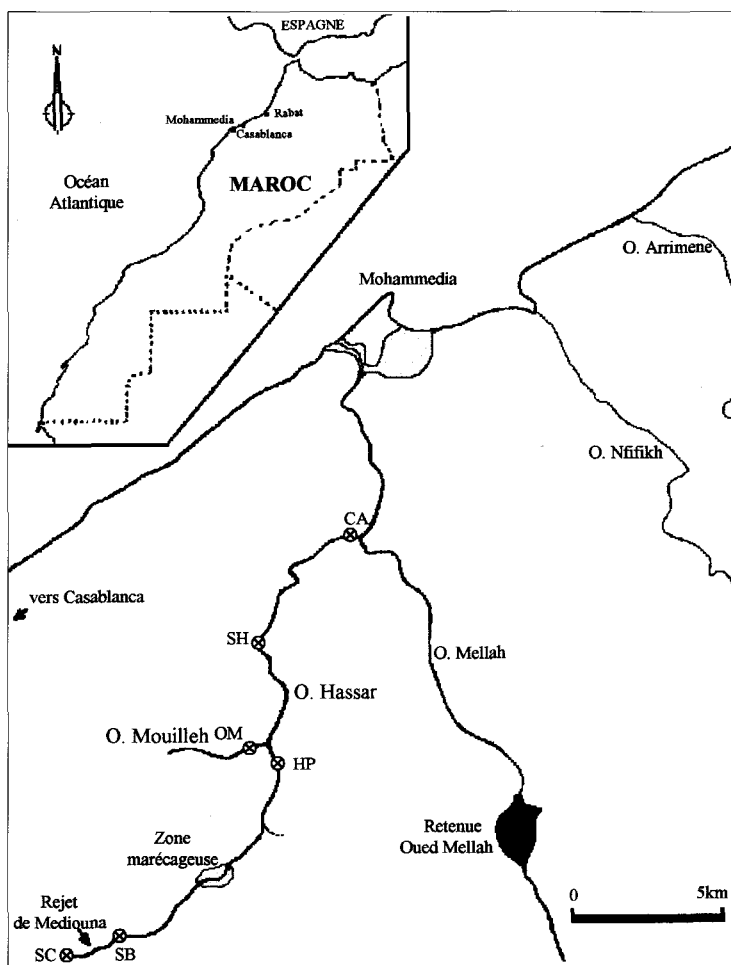 ESPAGNE
N
Rabat
Mohammedia
Casablanca
Océan
Atlantique
MAROC
O. Arrimene
Mohammedia
O. Nfifikh
CA
vers Casablanca
SH
O. Mellah
O. Hassar
O. Mouilleh
OM
HP
Retenue
Oued Mellah
Zone
marécageuse
0
5km
Rejet
de Mediouna
SC
SB